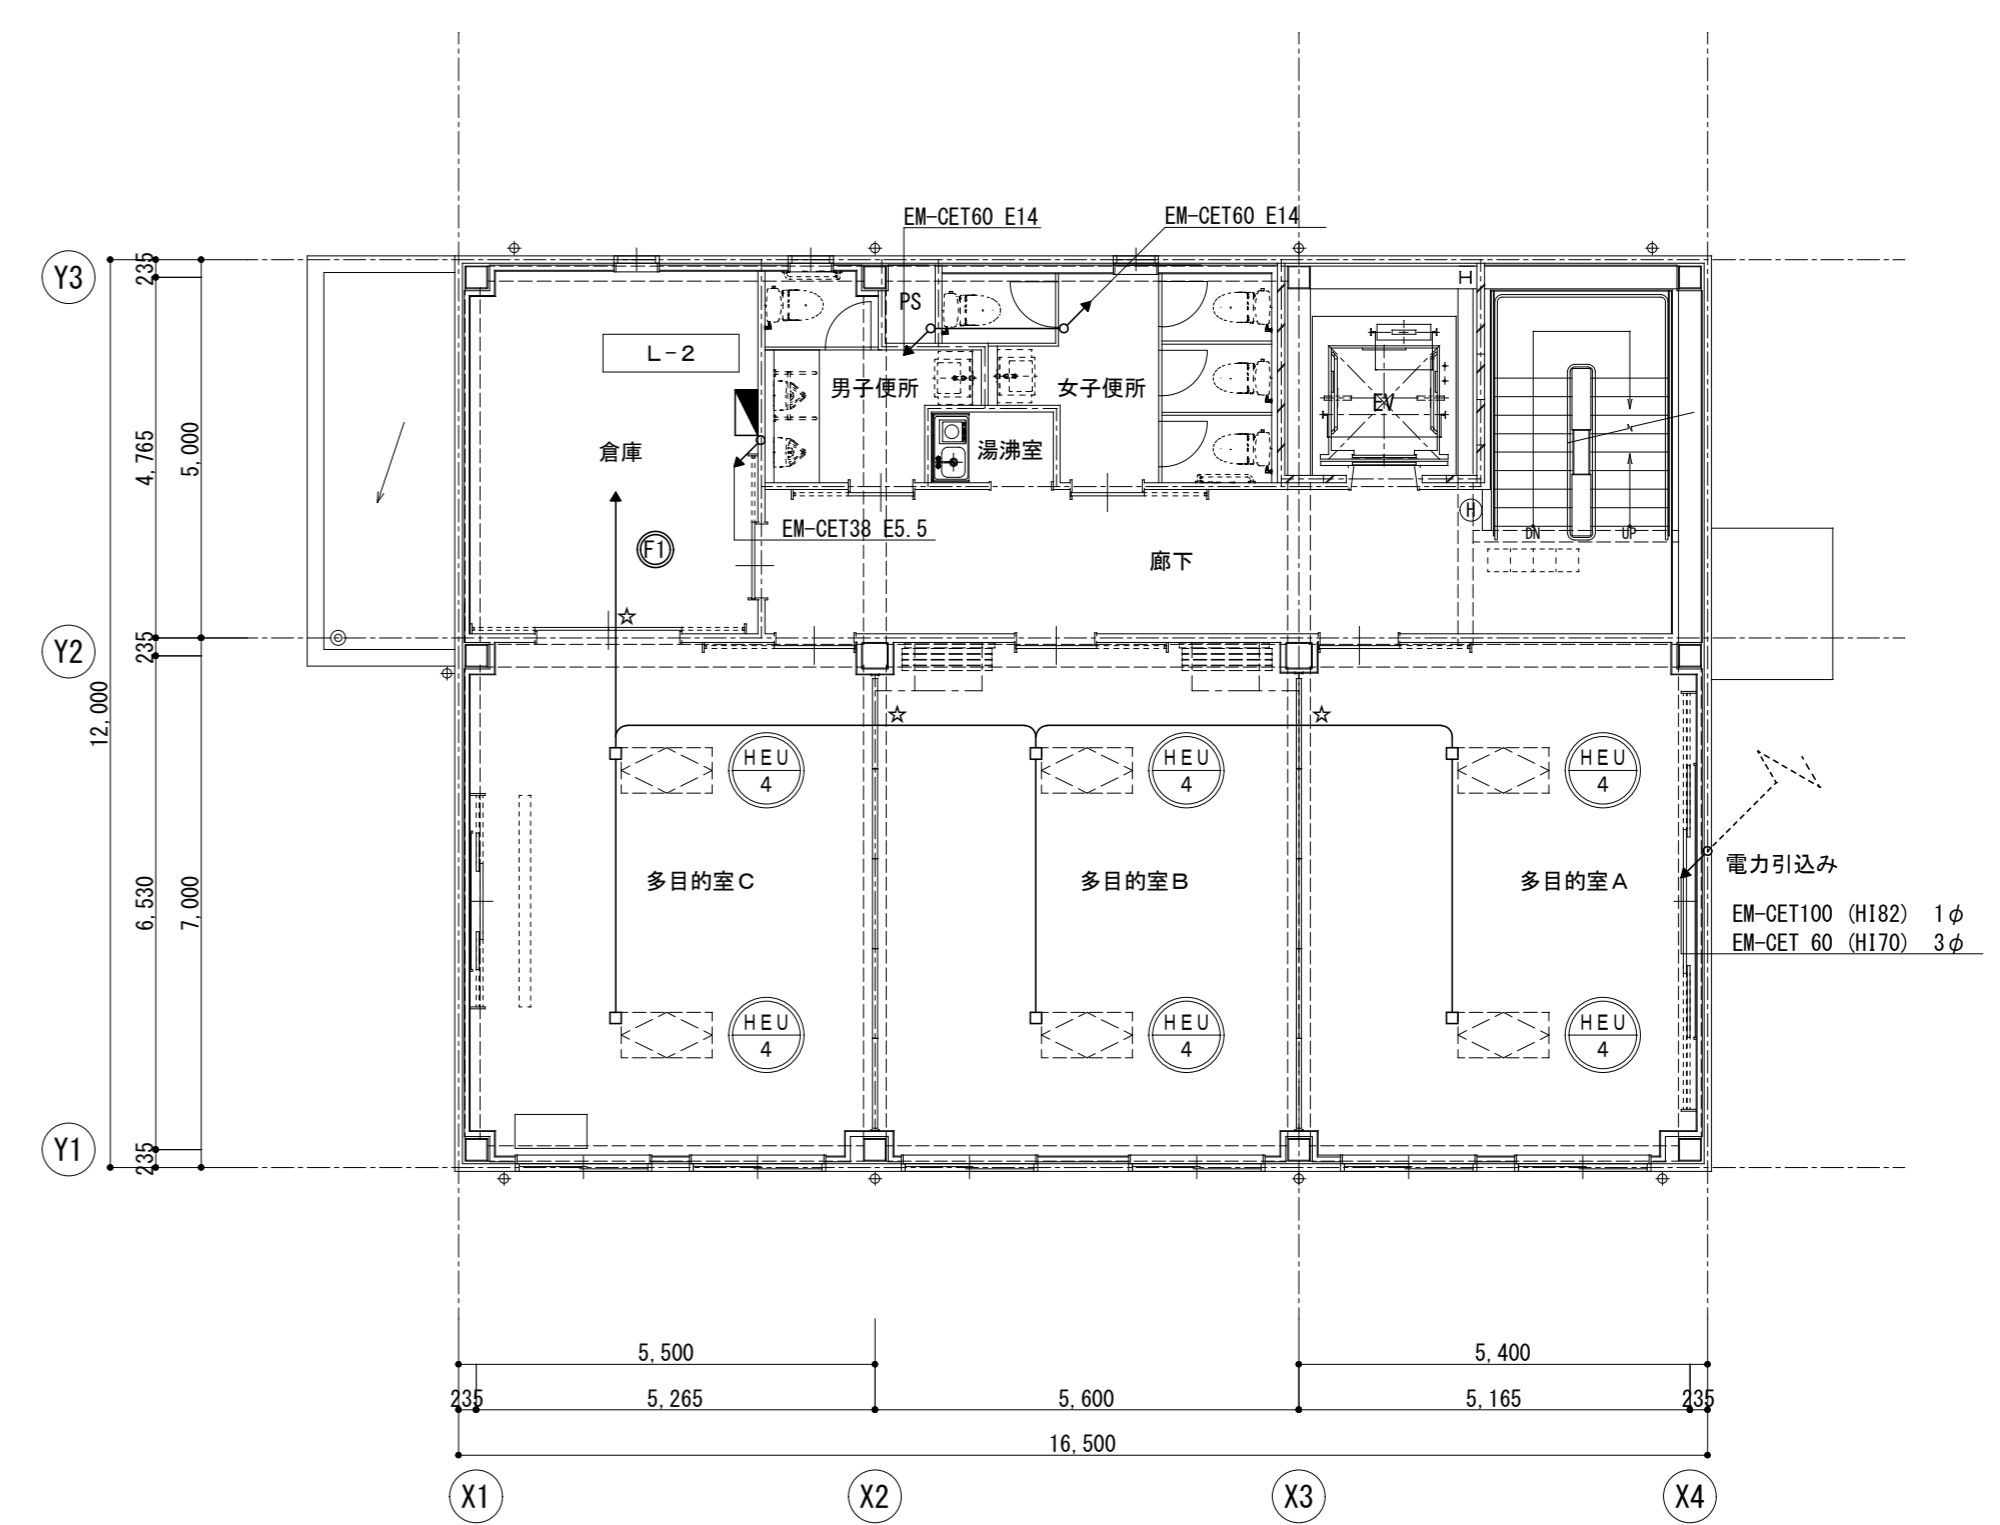 EM-CET60 E14
EM-CET60 E14
Y3
235
H
PS
L-2
男子便所
女子便所
EV
4,765
5,000
倉庫
湯沸室
H
EM-CET38 E5.5
DN
UP
F1
廊下
☆
Y2
235
12,000
☆
☆
HEU
4
HEU
4
HEU
4
多目的室C
多目的室B
多目的室A
電力引込み
6,530
7,000
EM-CET100 (HI82) 1φ
EM-CET 60 (HI70) 3φ
HEU
4
HEU
4
HEU
4
Y1
235
5,500
5,400
235
5,265
5,600
5,165
235
16,500
X1
X2
X3
X4